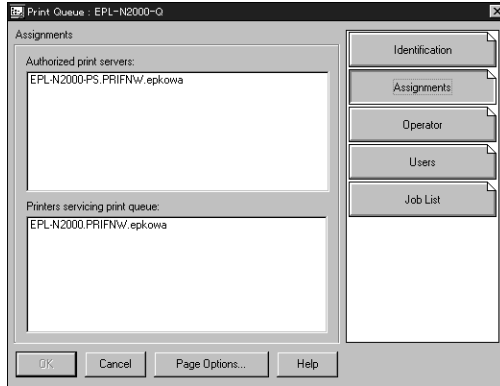 Print Queue : EPL-N2000-Q
Assignments
Authorized print servers:
EPL-N2000-PS.PRIFNW.epkowa
Printers servicing print queue:
EPL-N2000.PRIFNW.epkowa
Identification
Assignments
Operator
Users
Job List
OK
Cancel
Page Options...
Help